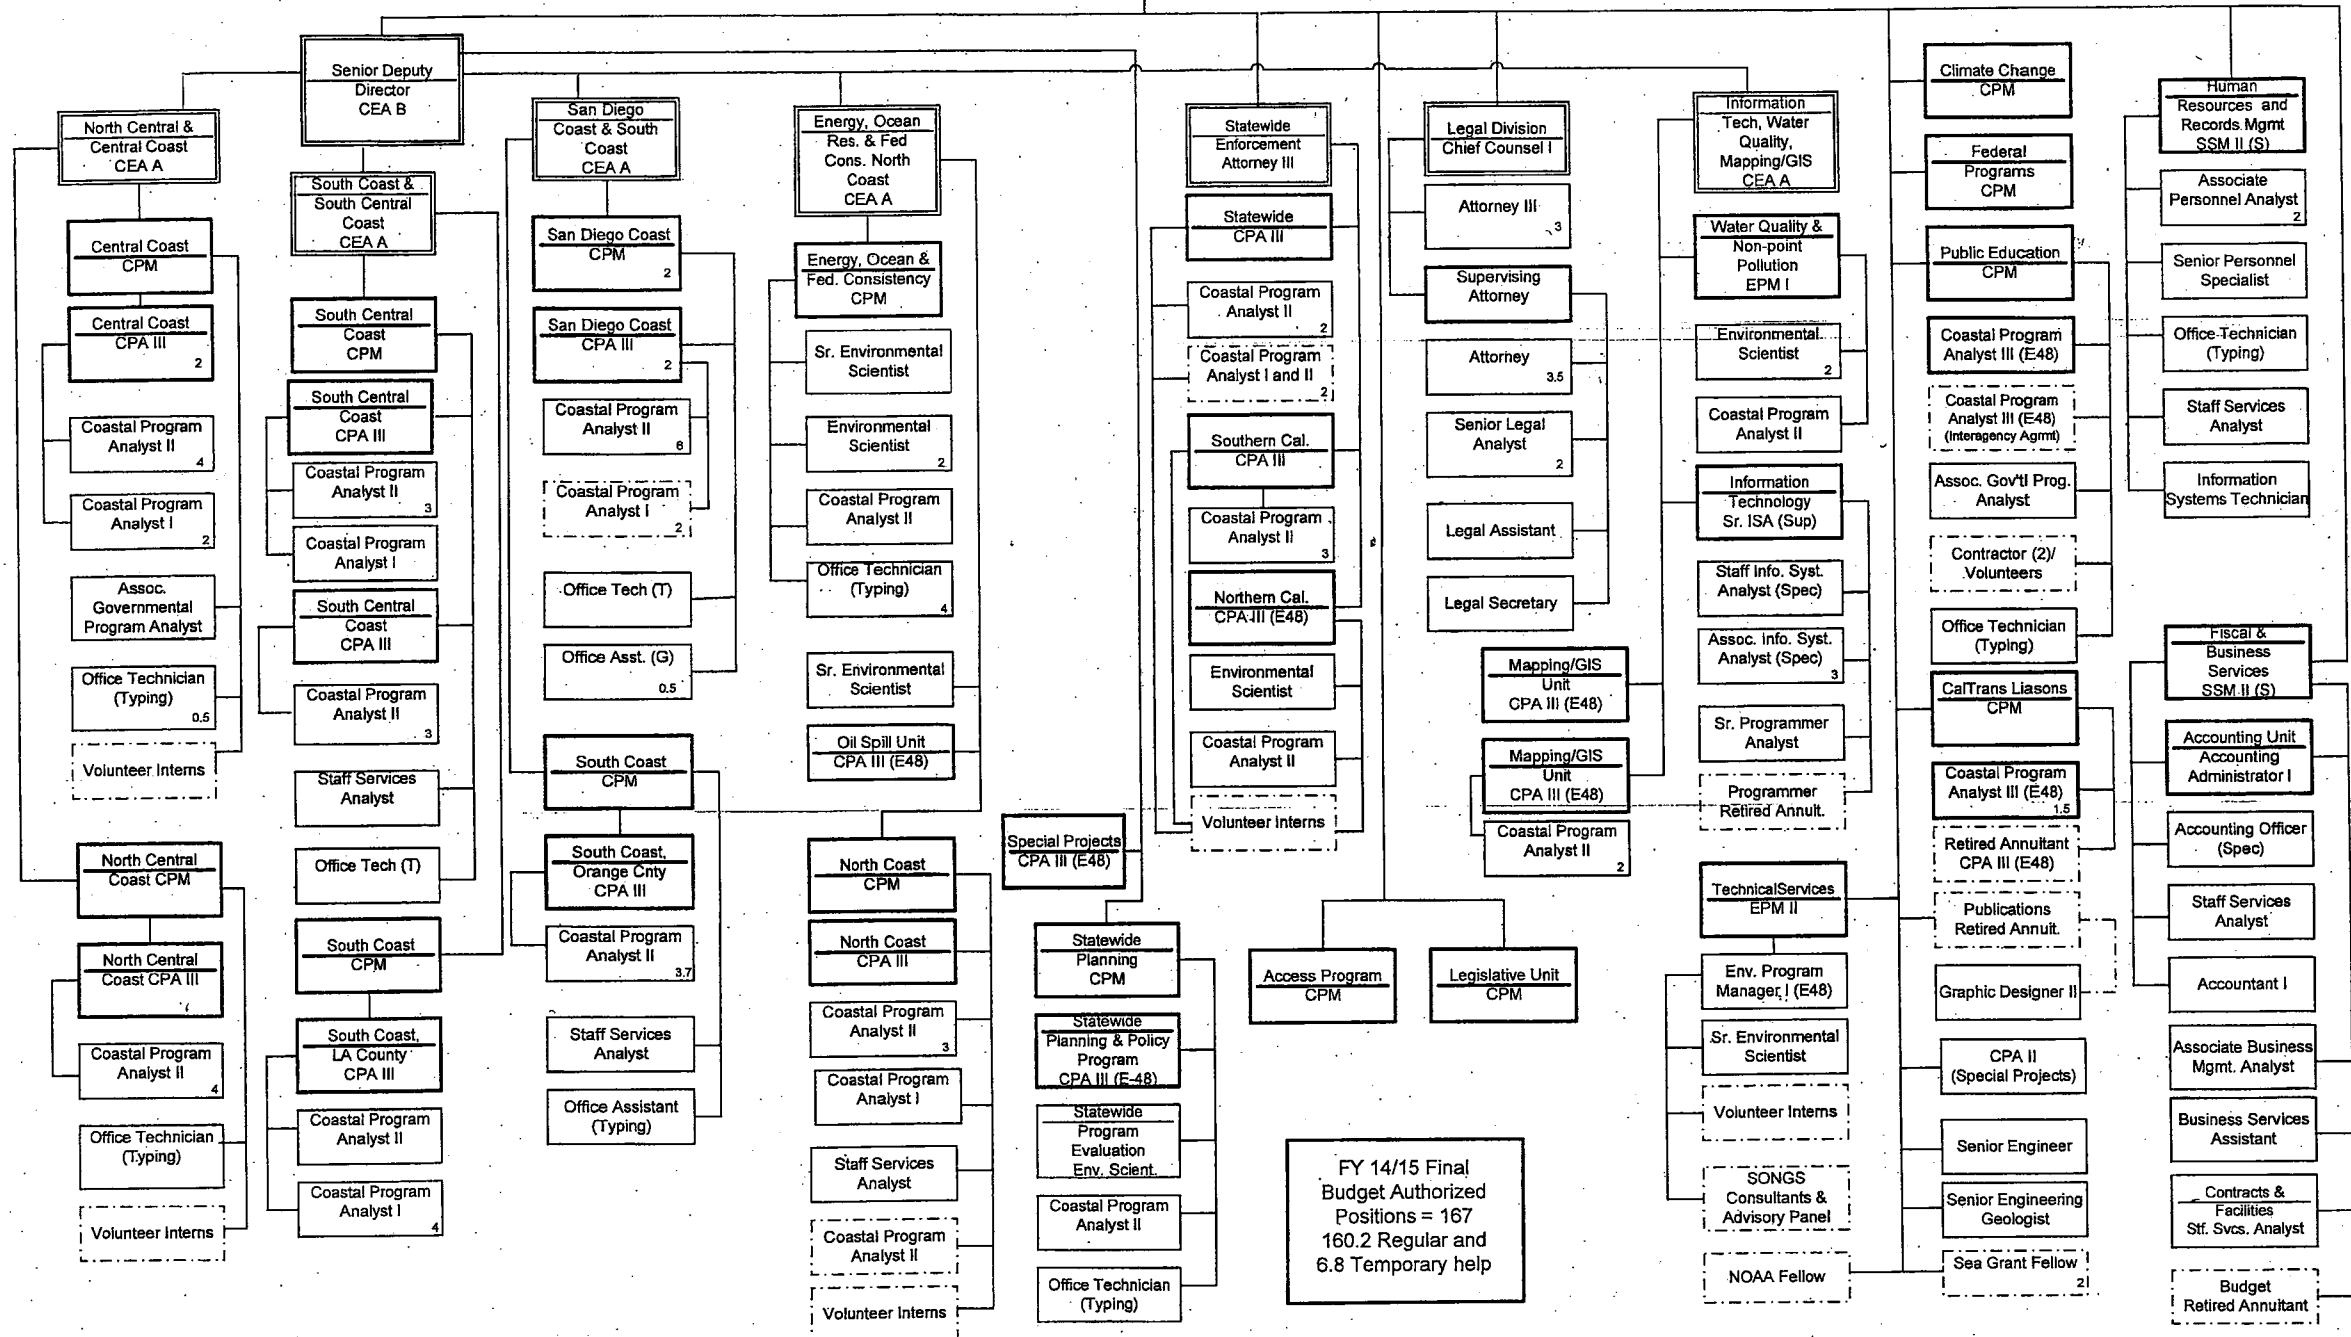 Senior Deputy
Director
CEA B
North Central &
Central Coast
CEA A
Central Coast
CPM
Central Coast
CPA III
2
Coastal Program
Analyst II
4
Coastal Program
Analyst I
2
Assoc.
Governmental
Program Analyst
Office Technician
(Typing)
0.5
Volunteer Interns
North Central
Coast CPM
North Central
Coast CPA III
Coastal Program
Analyst II
4
Office Technician
(Typing)
Volunteer Interns
South Coast &
South Central
Coast
CEA A
South Central
Coast
CPM
South Central
Coast
CPA III
Coastal Program
Analyst II
3
Coastal Program
Analyst I
South Central
Coast
CPA III
Coastal Program
Analyst II
3
Staff Services
Analyst
Office Tech (T)
South Coast
CPM
South Coast,
LA County
CPA III
Coastal Program
Analyst II
Coastal Program
Analyst I
4
San Diego
Coast & South
Coast
CEA A
San Diego Coast
CPM
2
San Diego Coast
CPA III
2
Coastal Program
Analyst II
6
Coastal Program
Analyst I
2
Office Tech (T)
Office Asst. (G)
0.5
South Coast
CPM
South Coast,
Orange Cnty
CPA III
Coastal Program
Analyst II
3.7
Staff Services
Analyst
Office Assistant
(Typing)
Energy, Ocean
Res. & Fed
Cons. North
Coast
CEA A
Energy, Ocean &
Fed. Consistency
CPM
Sr. Environmental
Scientist
Environmental
Scientist
2
Coastal Program
Analyst II
Office Technician
(Typing)
4
Sr. Environmental
Scientist
Oil Spill Unit
CPA III (E48)
North Coast
CPM
North Coast
CPA III
Coastal Program
Analyst II
3
Coastal Program
Analyst I
Staff Services
Analyst
Coastal Program
Analyst II
Volunteer Interns
Special Projects
CPA III (E48)
Statewide
Planning
CPM
Statewide
Planning & Policy
Program
CPA III (E-48)
Statewide
Program
Evaluation
Env. Scient.
Coastal Program
Analyst II
Office Technician
(Typing)
Statewide
Enforcement
Attorney III
Statewide
CPA III
Coastal Program
Analyst II
2
Coastal Program
Analyst I and II
2
Southern Cal.
CPA III
Coastal Program
Analyst II
3
Northern Cal.
CPA III (E48)
Environmental
Scientist
Coastal Program
Analyst II
Volunteer Interns
Access Program
CPM
Legislative Unit
CPM
FY 14/15 Final
Budget Authorized
Positions = 167
160.2 Regular and
6.8 Temporary help
Legal Division
Chief Counsel I
Attorney III
3
Supervising
Attorney
Attorney
3.5
Senior Legal
Analyst
2
Legal Assistant
Legal Secretary
Mapping/GIS
Unit
CPA III (E48)
Mapping/GIS
Unit
CPA III (E48)
Coastal Program
Analyst II
2
Information
Tech, Water
Quality,
Mapping/GIS
CEA A
Water Quality &
Non-point
Pollution
EPM I
Environmental
Scientist
2
Coastal Program
Analyst II
Information
Technology
Sr. ISA (Sup)
Staff Info. Syst.
Analyst (Spec)
Assoc. Info. Syst.
Analyst (Spec)
3
Sr. Programmer
Analyst
Programmer
Retired Annuit.
TechnicalServices
EPM II
Env. Program
Manager I (E48)
Sr. Environmental
Scientist
Volunteer Interns
SONGS
Consultants &
Advisory Panel
NOAA Fellow
Climate Change
CPM
Federal
Programs
CPM
Public Education
CPM
Coastal Program
Analyst III (E48)
Coastal Program
Analyst III (E48)
(Interagency Agrmt)
Assoc. Gov'tl Prog.
Analyst
Contractor (2)/
Volunteers
Office Technician
(Typing)
CalTrans Liasons
CPM
Coastal Program
Analyst III (E48)
1.5
Retired Annuitant
CPA III (E48)
Publications
Retired Annuit.
Graphic Designer II
CPA II
(Special Projects)
Senior Engineer
Senior Engineering
Geologist
Sea Grant Fellow
2
Human
Resources and
Records Mgmt
SSM II (S)
Associate
Personnel Analyst
2
Senior Personnel
Specialist
Office Technician
(Typing)
Staff Services
Analyst
Information
Systems Technician
Fiscal &
Business
Services
SSM II (S)
Accounting Unit
Accounting
Administrator I
Accounting Officer
(Spec)
Staff Services
Analyst
Accountant I
Associate Business
Mgmt. Analyst
Business Services
Assistant
Contracts &
Facilities
Stf. Svcs. Analyst
Budget
Retired Annuitant